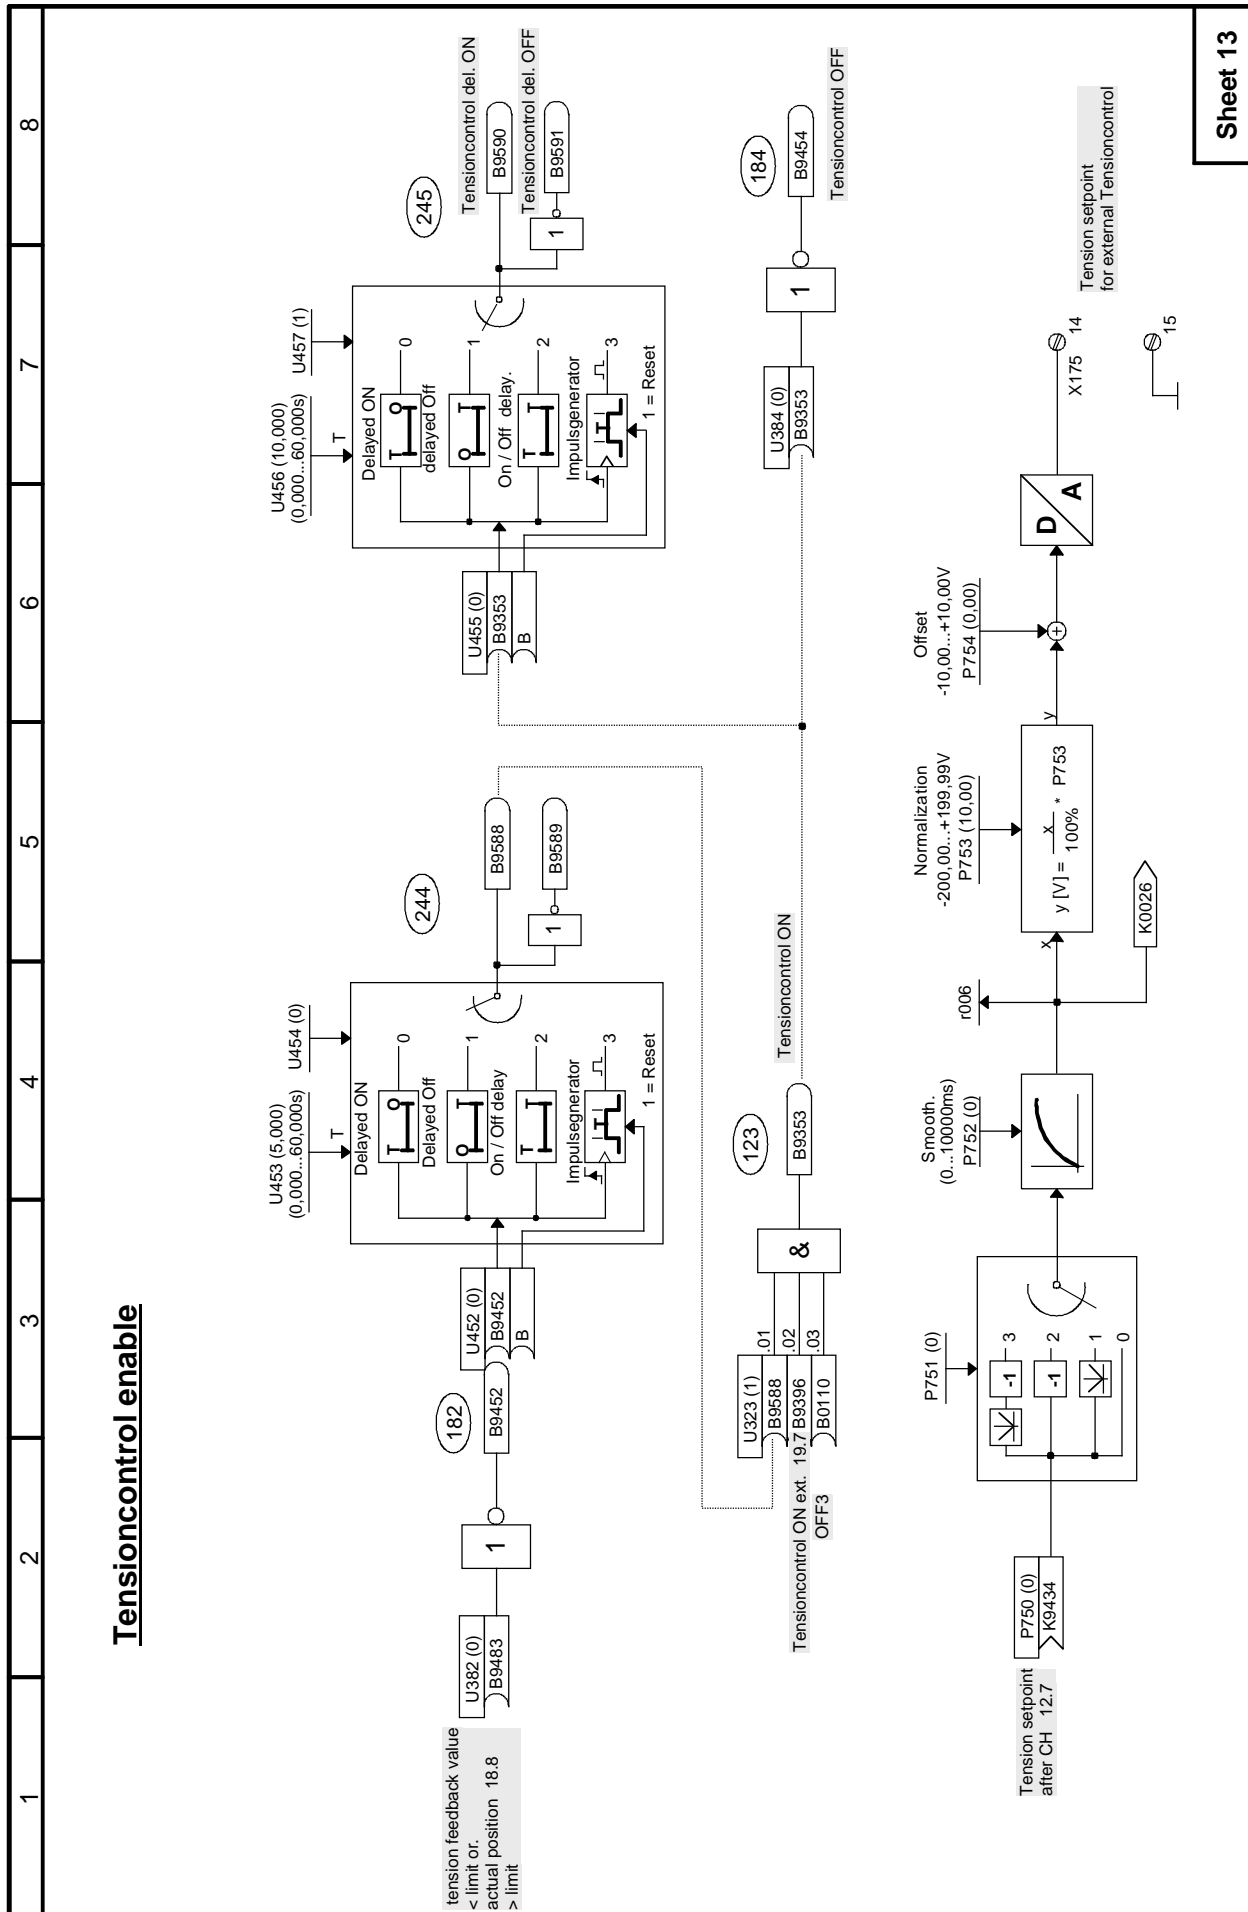 1
2
3
4
5
6
7
8
Tensioncontrol enable
tension feedback value
< limit or.
actual position 18.8
> limit
U382 (0)
B9483
1
182
B9452
U452 (0)
B9452
B
U453 (5,000)
(0,000...60,000s)
T
U454 (0)
Delayed ON
T O
0
Delayed Off
O T
1
On / Off delay
T T
2
Impulsegnerator
T
3
1 = Reset
244
B9588
1
B9589
U455 (0)
B9353
B
U456 (10,000)
(0,000...60,000s)
T
U457 (1)
Delayed ON
T O
0
delayed Off
O T
1
On / Off delay.
T T
2
Impulsgenerator
T
3
1 = Reset
245
Tensioncontrol del. ON
B9590
Tensioncontrol del. OFF
1
B9591
U323 (1)
B9588
.01
Tensioncontrol ON ext. 19.7
B9396
.02
OFF3
B0110
.03
&
123
B9353
Tensioncontrol ON
U384 (0)
B9353
1
184
B9454
Tensioncontrol OFF
Tension setpoint
after CH 12.7
P750 (0)
K9434
P751 (0)
-1
3
-1
2
1
0
Smooth.
(0...10000ms)
P752 (0)
r006
K0026
Normalization
-200,00...+199,99V
P753 (10,00)
x
y [V] = x / 100% * P753
y
Offset
-10,00...+10,00V
P754 (0,00)
+
D
A
X175
14
15
Tension setpoint
for external Tensioncontrol
Sheet 13